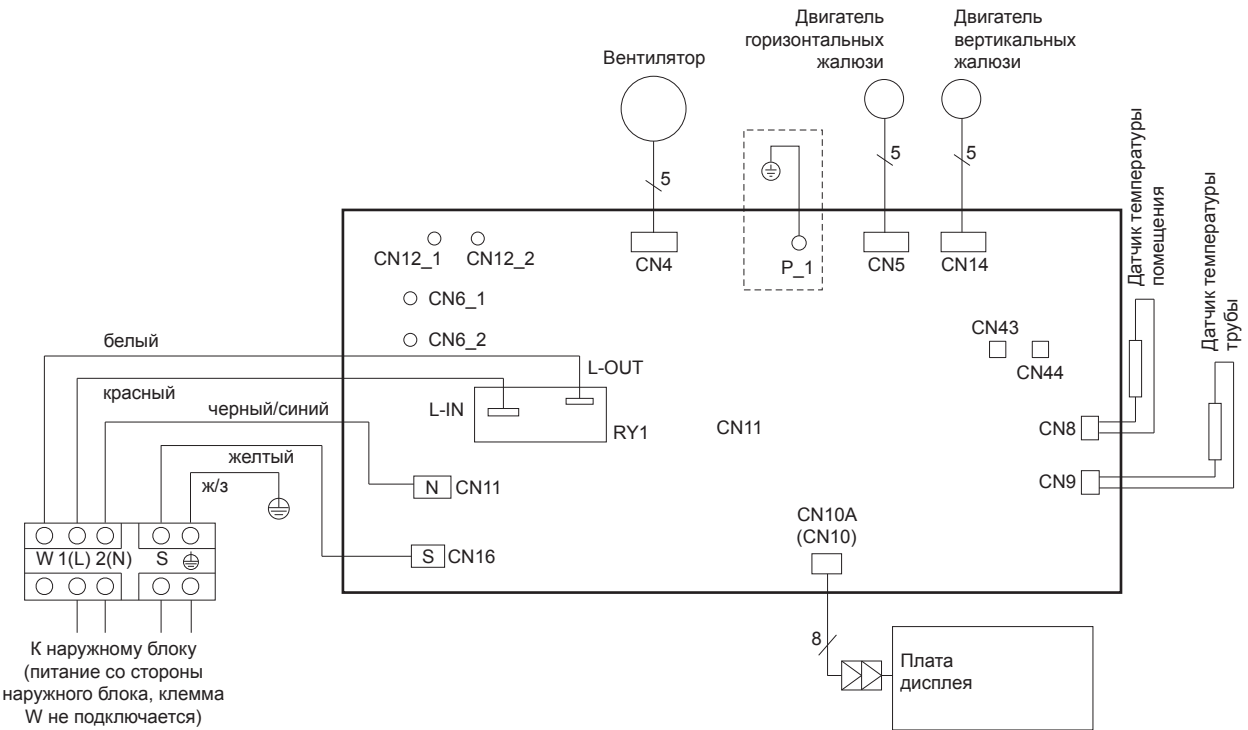 Двигатель
горизонтальных
жалюзи
Двигатель
вертикальных
жалюзи
Вентилятор
5
5
5
Датчик температуры
помещения
Датчик температуры
трубы
CN12_1
CN12_2
CN4
P_1
CN5
CN14
CN6_1
CN6_2
CN43
CN44
белый
L-OUT
красный
L-IN
черный/синий
RY1
CN11
CN8
желтый
CN9
ж/з
N
CN11
CN10A
(CN10)
W 1(L) 2(N)
S
S
CN16
8
К наружному блоку
(питание со стороны
наружного блока, клемма
W не подключается)
Плата
дисплея